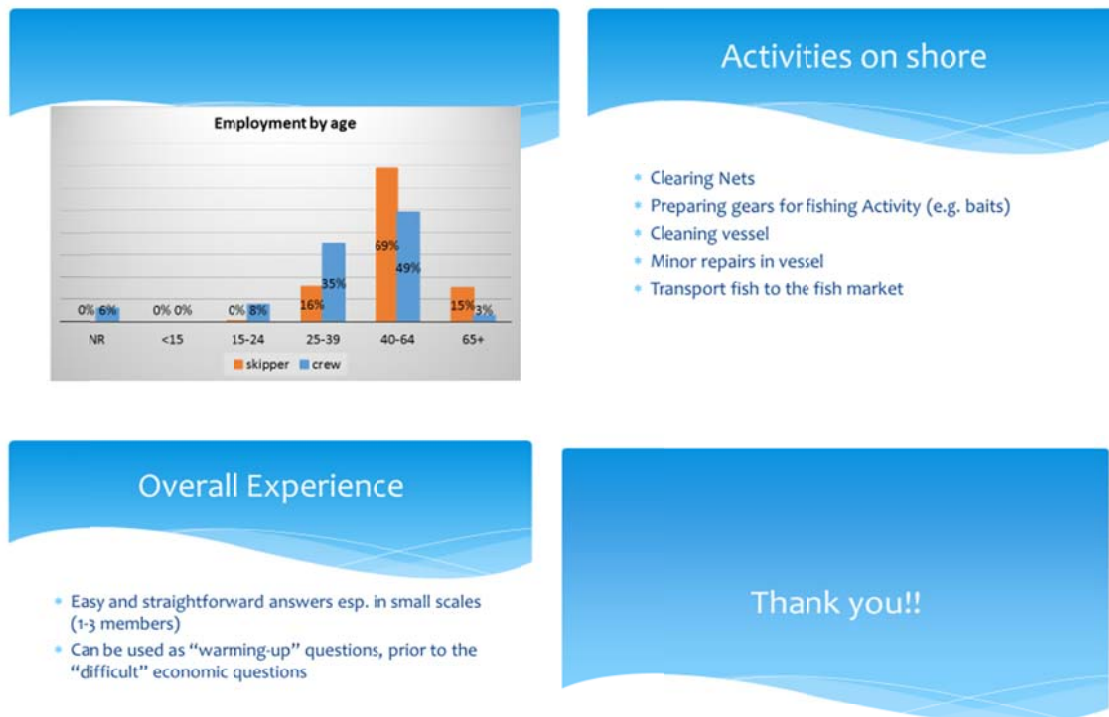 Employment by age
69%
49%
35%
16%
15% 3%
0% 6%
0% 0%
0% 8%
NR
<15
15-24
25-39
40-64
65+
skipper
crew
Activities on shore
Clearing Nets
Preparing gears for fishing Activity (e.g. baits)
Cleaning vessel
Minor repairs in vessel
Transport fish to the fish market
Overall Experience
Easy and straightforward answers esp. in small scales
(1-3 members)
Can be used as “warming-up” questions, prior to the
“difficult” economic questions
Thank you!!